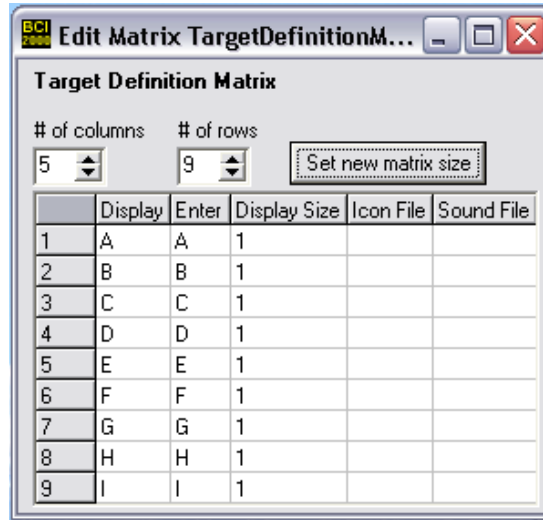 BCI 2000 Edit Matrix TargetDefinitionM...
Target Definition Matrix
# of columns # of rows
5 9 Set new matrix size
Display Enter Display Size Icon File Sound File
1 A A 1
2 B B 1
3 C C 1
4 D D 1
5 E E 1
6 F F 1
7 G G 1
8 H H 1
9 I I 1